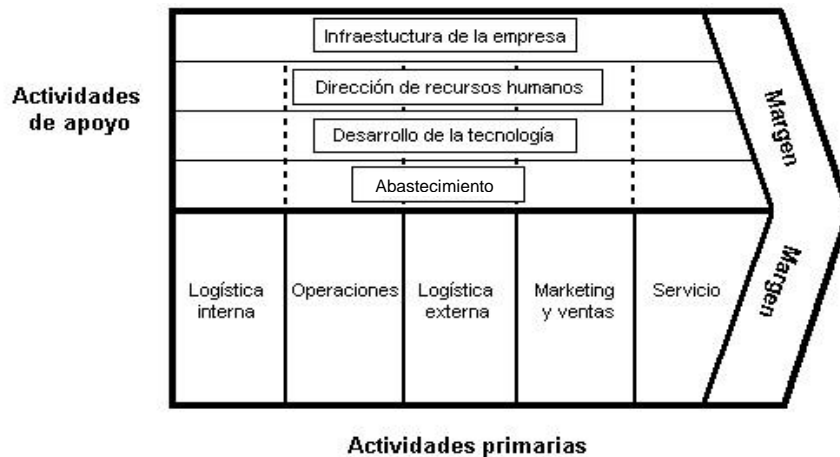 Infraestuctura de la empresa
Dirección de recursos humanos
Desarrollo de la tecnología
Abastecimiento
Actividades
de apoyo
Margen
Margen
Logística
interna
Operaciones
Logística
externa
Marketing
y ventas
Servicio
Actividades primarias